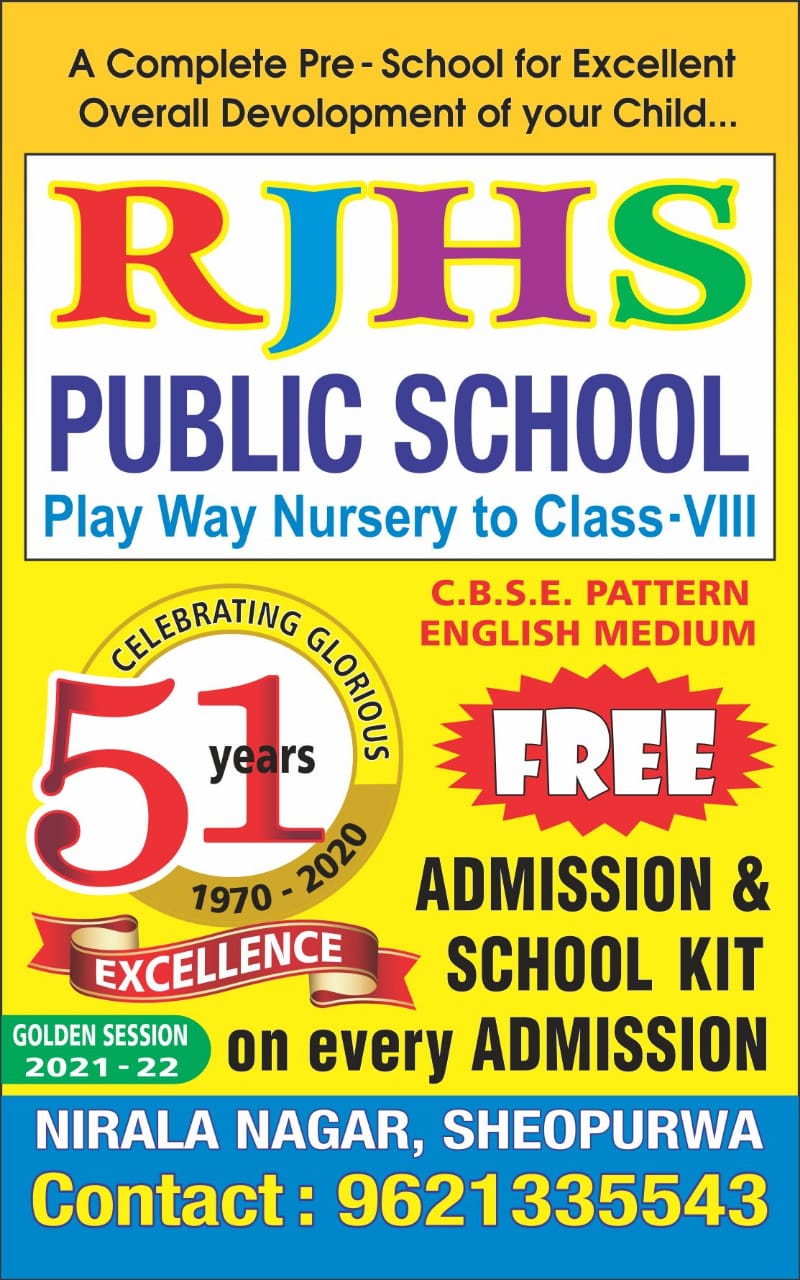 A Complete Pre - School for Excellent
Overall Devolopment of your Child...
RJHS
PUBLIC SCHOOL
Play Way Nursery to Class-VIII
C.B.S.E. PATTERN
ENGLISH MEDIUM
CELEBRATING GLORIOUS
51
years
1970 - 2020
EXCELLENCE
FREE
ADMISSION &
SCHOOL KIT
on every ADMISSION
GOLDEN SESSION
2021 - 22
NIRALA NAGAR, SHEOPURWA
Contact : 9621335543